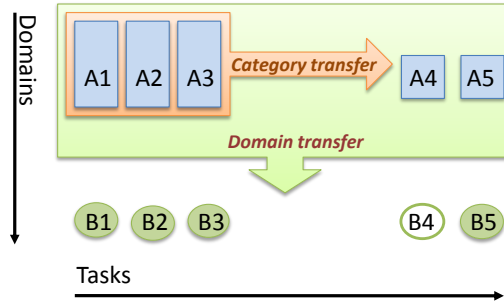 Domains
A1 A2 A3 Category transfer A4 A5
Domain transfer
B1 B2 B3 B4 B5
Tasks